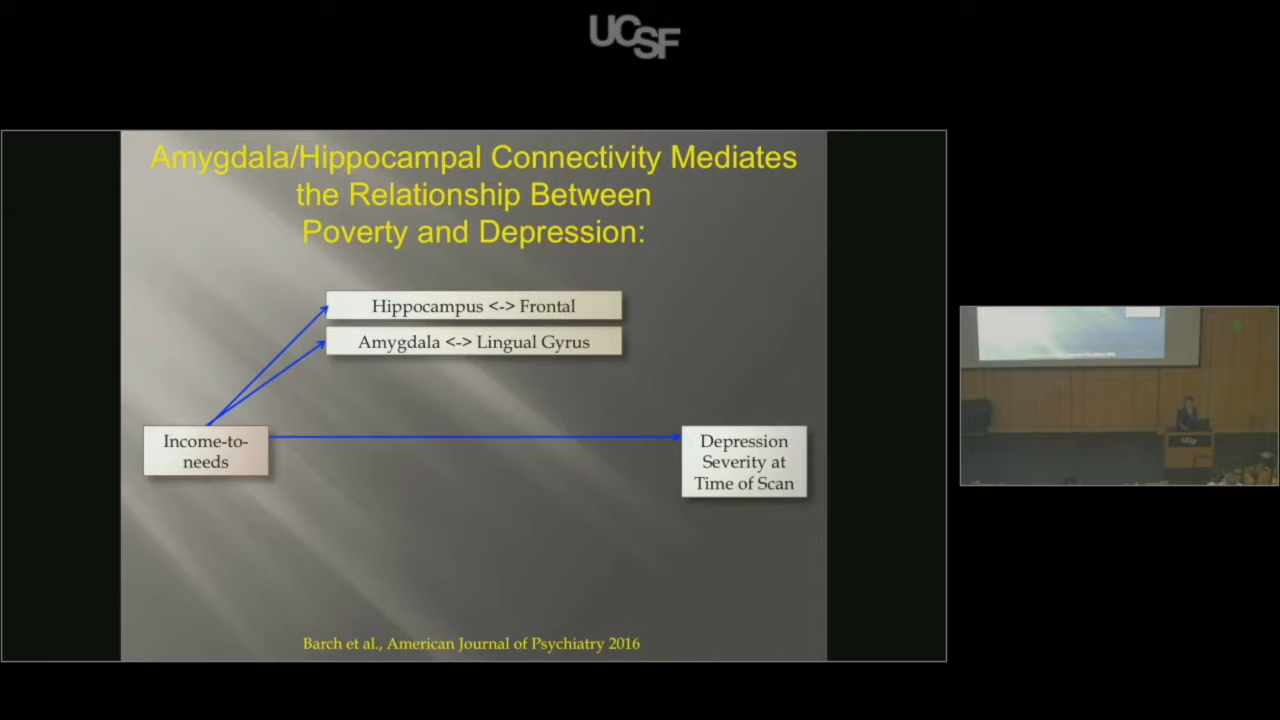 UCSF
Amygdala/Hippocampal Connectivity Mediates
the Relationship Between
Poverty and Depression:
Hippocampus <-> Frontal
Amygdala <-> Lingual Gyrus
Income-to-
needs
Depression
Severity at
Time of Scan
Barch et al., American Journal of Psychiatry 2016
UCSF